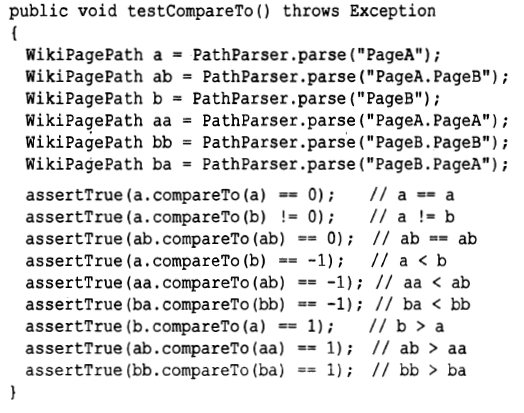 public void testCompareTo() throws Exception
{
  WikiPagePath a = PathParser.parse("PageA");
  WikiPagePath ab = PathParser.parse("PageA.PageB");
  WikiPagePath b = PathParser.parse("PageB");
  WikiPagePath aa = PathParser.parse("PageA.PageA");
  WikiPagePath bb = PathParser.parse("PageB.PageB");
  WikiPagePath ba = PathParser.parse("PageB.PageA");
  assertTrue(a.compareTo(a) == 0);    // a == a
  assertTrue(a.compareTo(b) != 0);    // a != b
  assertTrue(ab.compareTo(ab) == 0);  // ab == ab
  assertTrue(a.compareTo(b) == -1);   // a < b
  assertTrue(aa.compareTo(ab) == -1); // aa < ab
  assertTrue(ba.compareTo(bb) == -1); // ba < bb
  assertTrue(b.compareTo(a) == 1);    // b > a
  assertTrue(ab.compareTo(aa) == 1);  // ab > aa
  assertTrue(bb.compareTo(ba) == 1);  // bb > ba
}